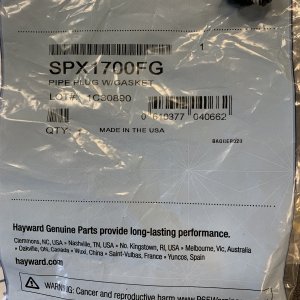 1
SPX1700FG
PIPE PLUG W/GASKET
LOT# 1C30890
0 610377 040662
QTY
MADE IN THE USA
Hayward Genuine Parts provide long-lasting performance.
Clemmons, NC, USA • Nashville, TN, USA • No. Kingstown, RI, USA • Melbourne, Vic, Australia
• Oakville, ON, Canada • Wuxi, China • Saint-Vulbas, France • Yuncos, Spain
hayward.com
WARNING: Cancer and reproductive harm